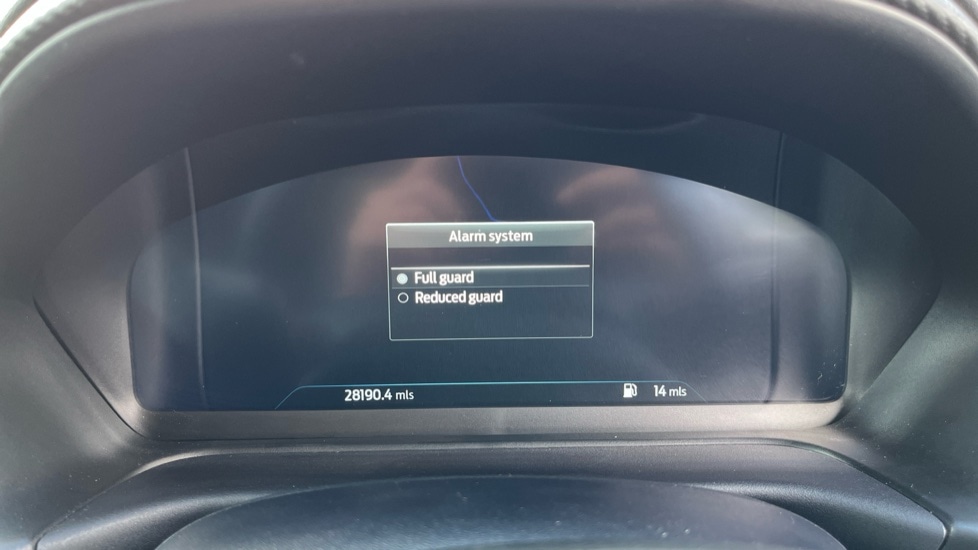 Alarm system
Full guard
Reduced guard
28190.4 mls 14 mls